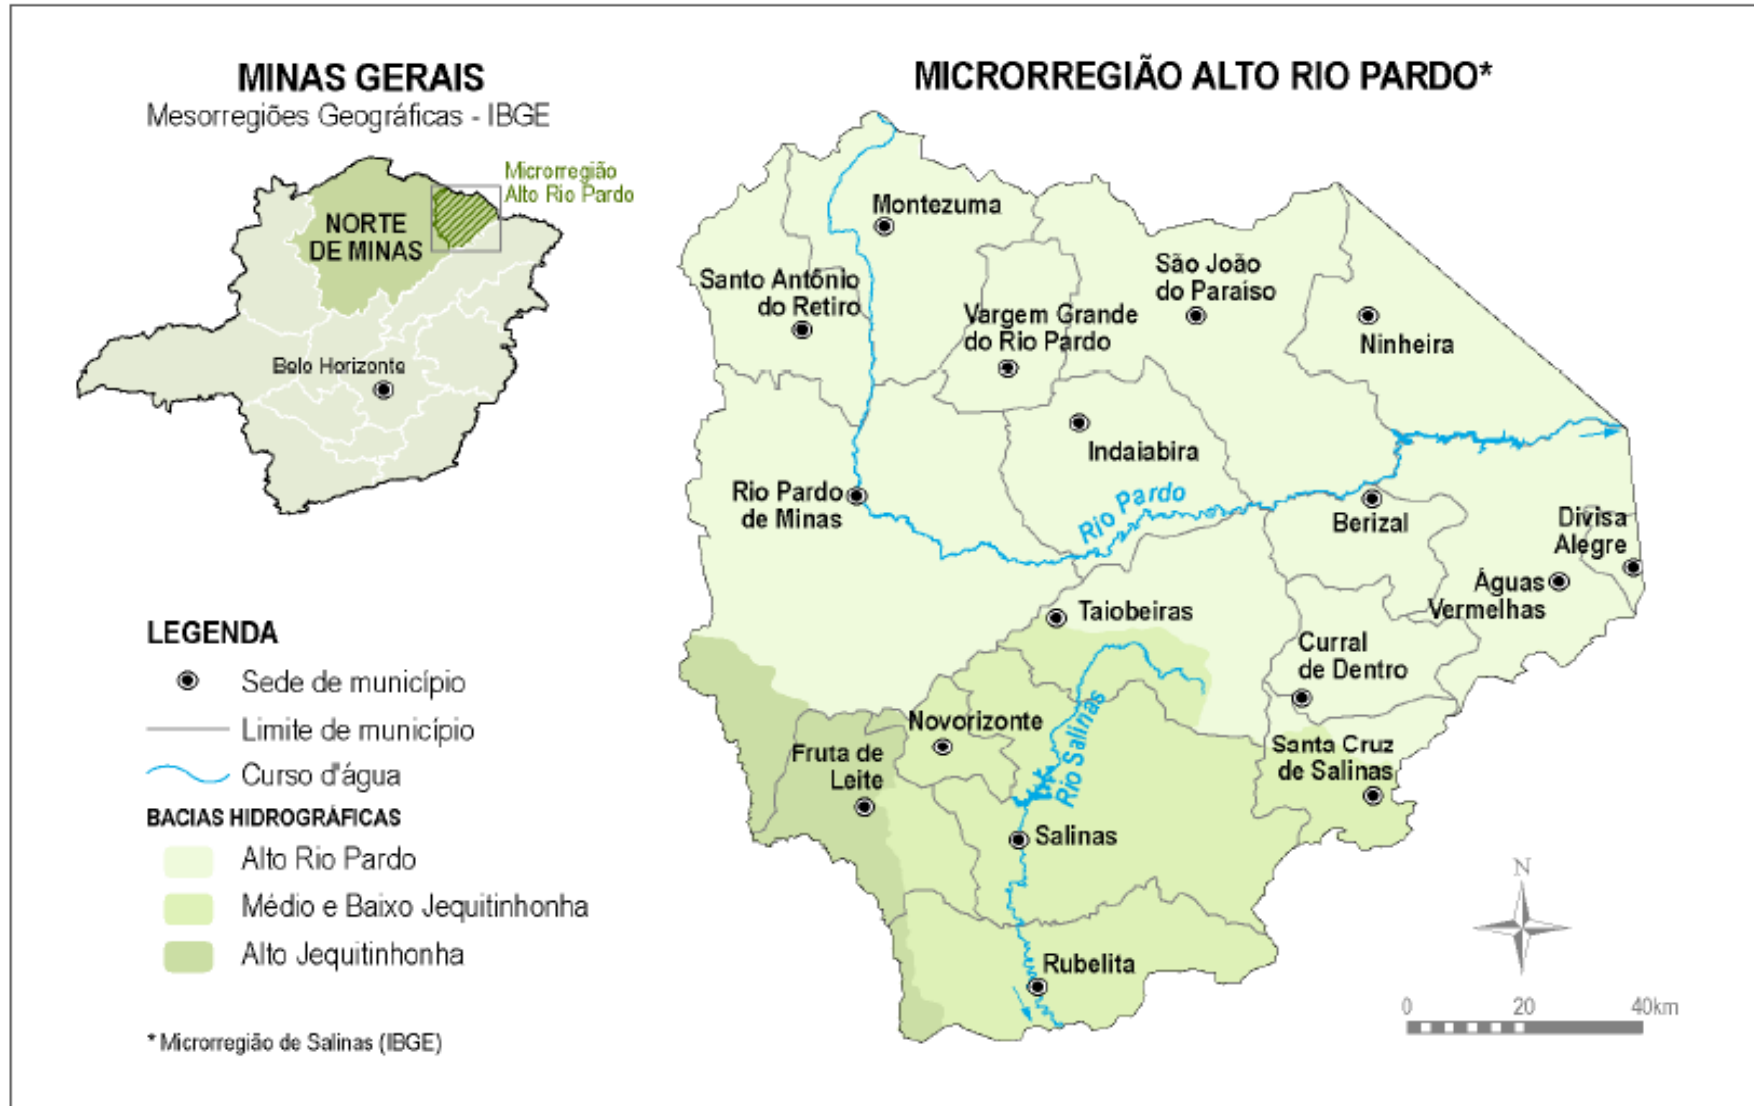 MINAS GERAIS
Mesorregiões Geográficas - IBGE
Microrregião
Alto Rio Pardo
NORTE
DE MINAS
Belo Horizonte
MICRORREGIÃO ALTO RIO PARDO*
Montezuma
Santo Antônio
do Retiro
São João
do Paraiso
Vargem Grande
do Rio Pardo
Ninheira
Indaiabira
Rio Pardo
de Minas
Rio Pardo
Berizal
Divisa
Alegre
Águas
Vermelhas
Taiobeiras
Curral
de Dentro
Novorizonte
Rio Salinas
Fruta de
Leite
Santa Cruz
de Salinas
Salinas
Rubelita
LEGENDA
Sede de município
Limite de município
Curso d'água
BACIAS HIDROGRÁFICAS
Alto Rio Pardo
Médio e Baixo Jequitinhonha
Alto Jequitinhonha
* Microrregião de Salinas (IBGE)
N
0 20 40km